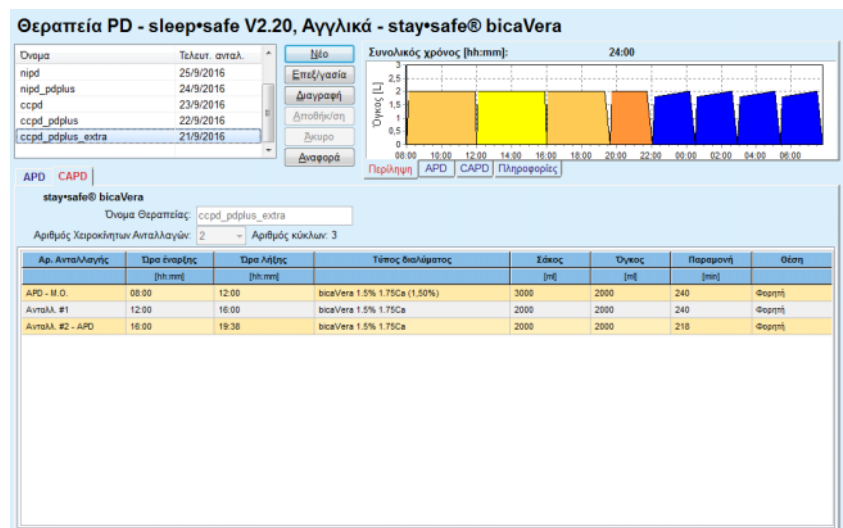 Θεραπεία PD - sleep•safe V2.20, Αγγλικά - stay•safe® bicaVera
Όνομα Τελευτ. ανταλ.
nipd 25/9/2016
nipd_pdplus 24/9/2016
ccpd 23/9/2016
ccpd_pdplus 22/9/2016
ccpd_pdplus_extra 21/9/2016
Νέο
Επεξ/γασία
Διαγραφή
Αποθήκ/ση
Άκυρο
Αναφορά
Συνολικός χρόνος [hh:mm]: 24:00
Όγκος [L]
3
2,5
2
1,5
1
0,5
0
08:00 10:00 12:00 14:00 16:00 18:00 20:00 22:00 00:00 02:00 04:00 06:00
Περίληψη APD CAPD Πληροφορίες
APD CAPD
stay•safe® bicaVera
Όνομα Θεραπείας: ccpd_pdplus_extra
Αριθμός Χειροκίνητων Ανταλλαγών: 2 Αριθμός κύκλων: 3
Αρ. Ανταλλαγής Ώρα έναρξης Ώρα Λήξης Τύπος διαλύματος Σάκος Όγκος Παραμονή Θέση
[hh:mm] [hh:mm] [ml] [ml] [min]
APD - Μ.Ο. 08:00 12:00 bicaVera 1.5% 1.75Ca (1,50%) 3000 2000 240 Φορητή
Ανταλλ. #1 12:00 16:00 bicaVera 1.5% 1.75Ca 2000 2000 240 Φορητή
Ανταλλ. #2 - APD 16:00 19:38 bicaVera 1.5% 1.75Ca 2000 2000 218 Φορητή